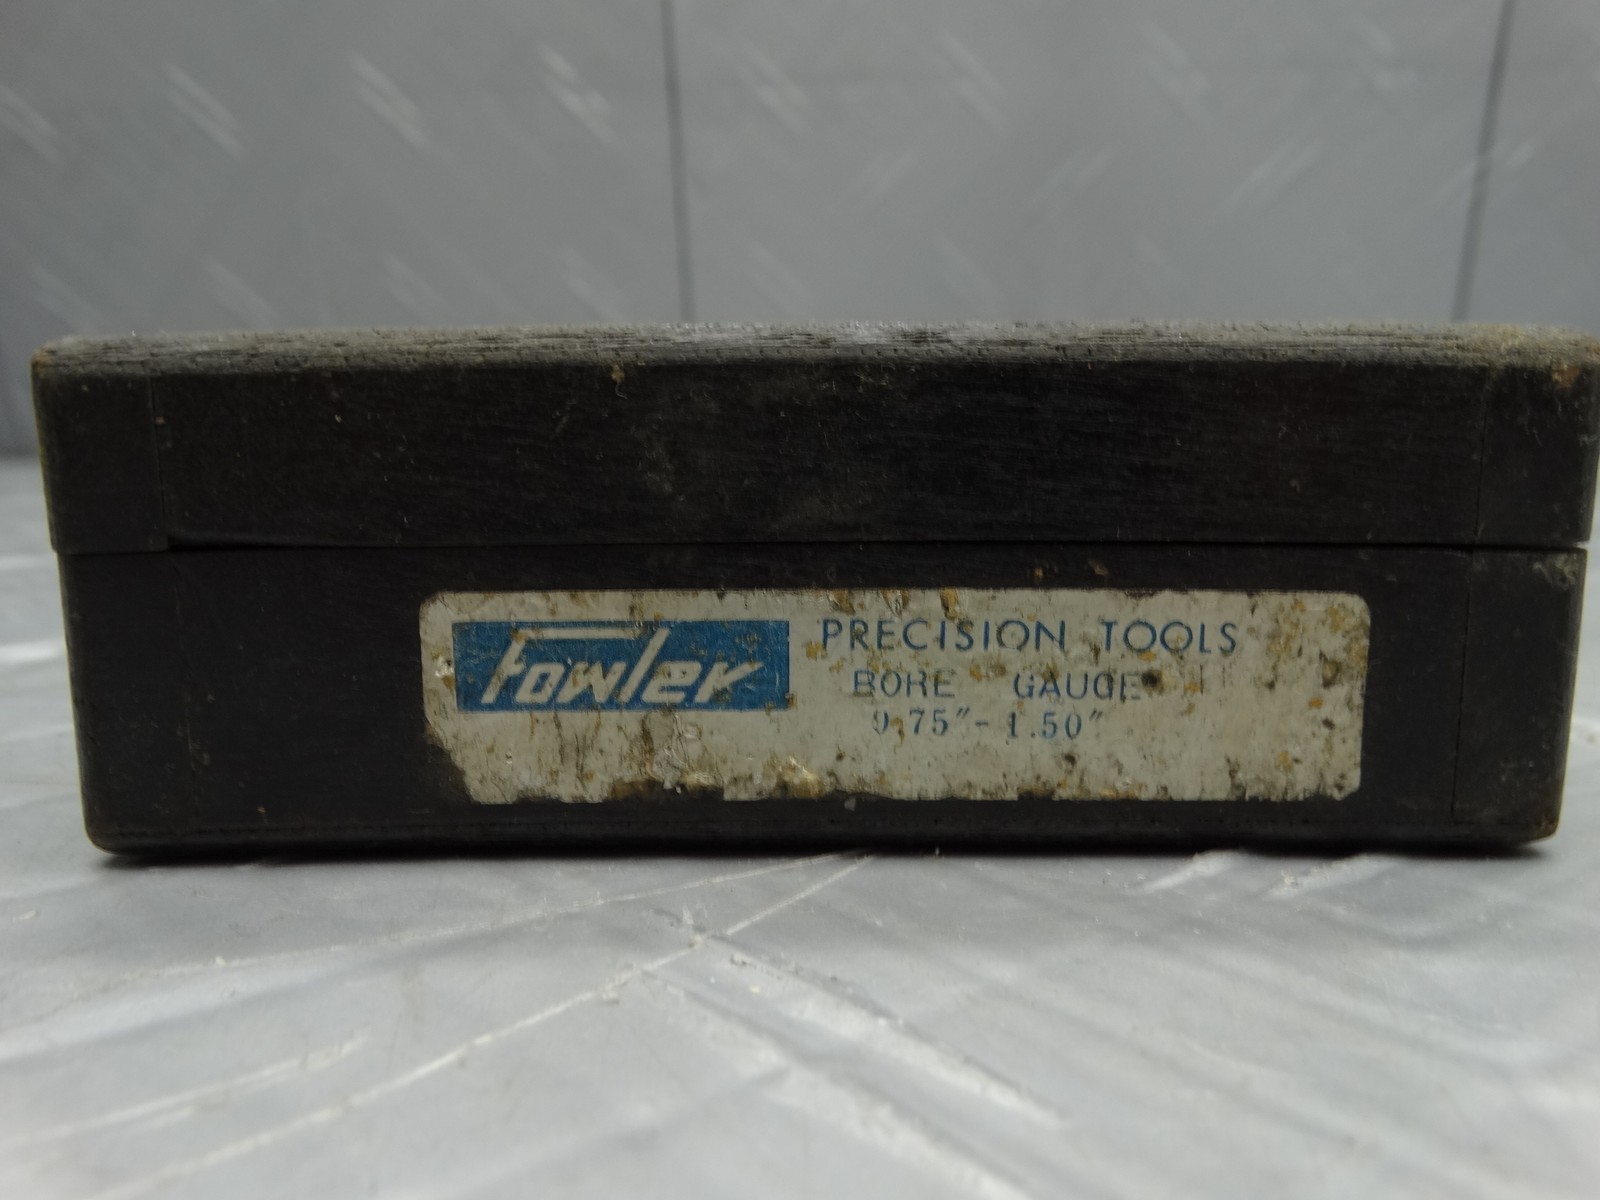 Fowler
PRECISION TOOLS
BORE GAUGE
0.75″-1.50″